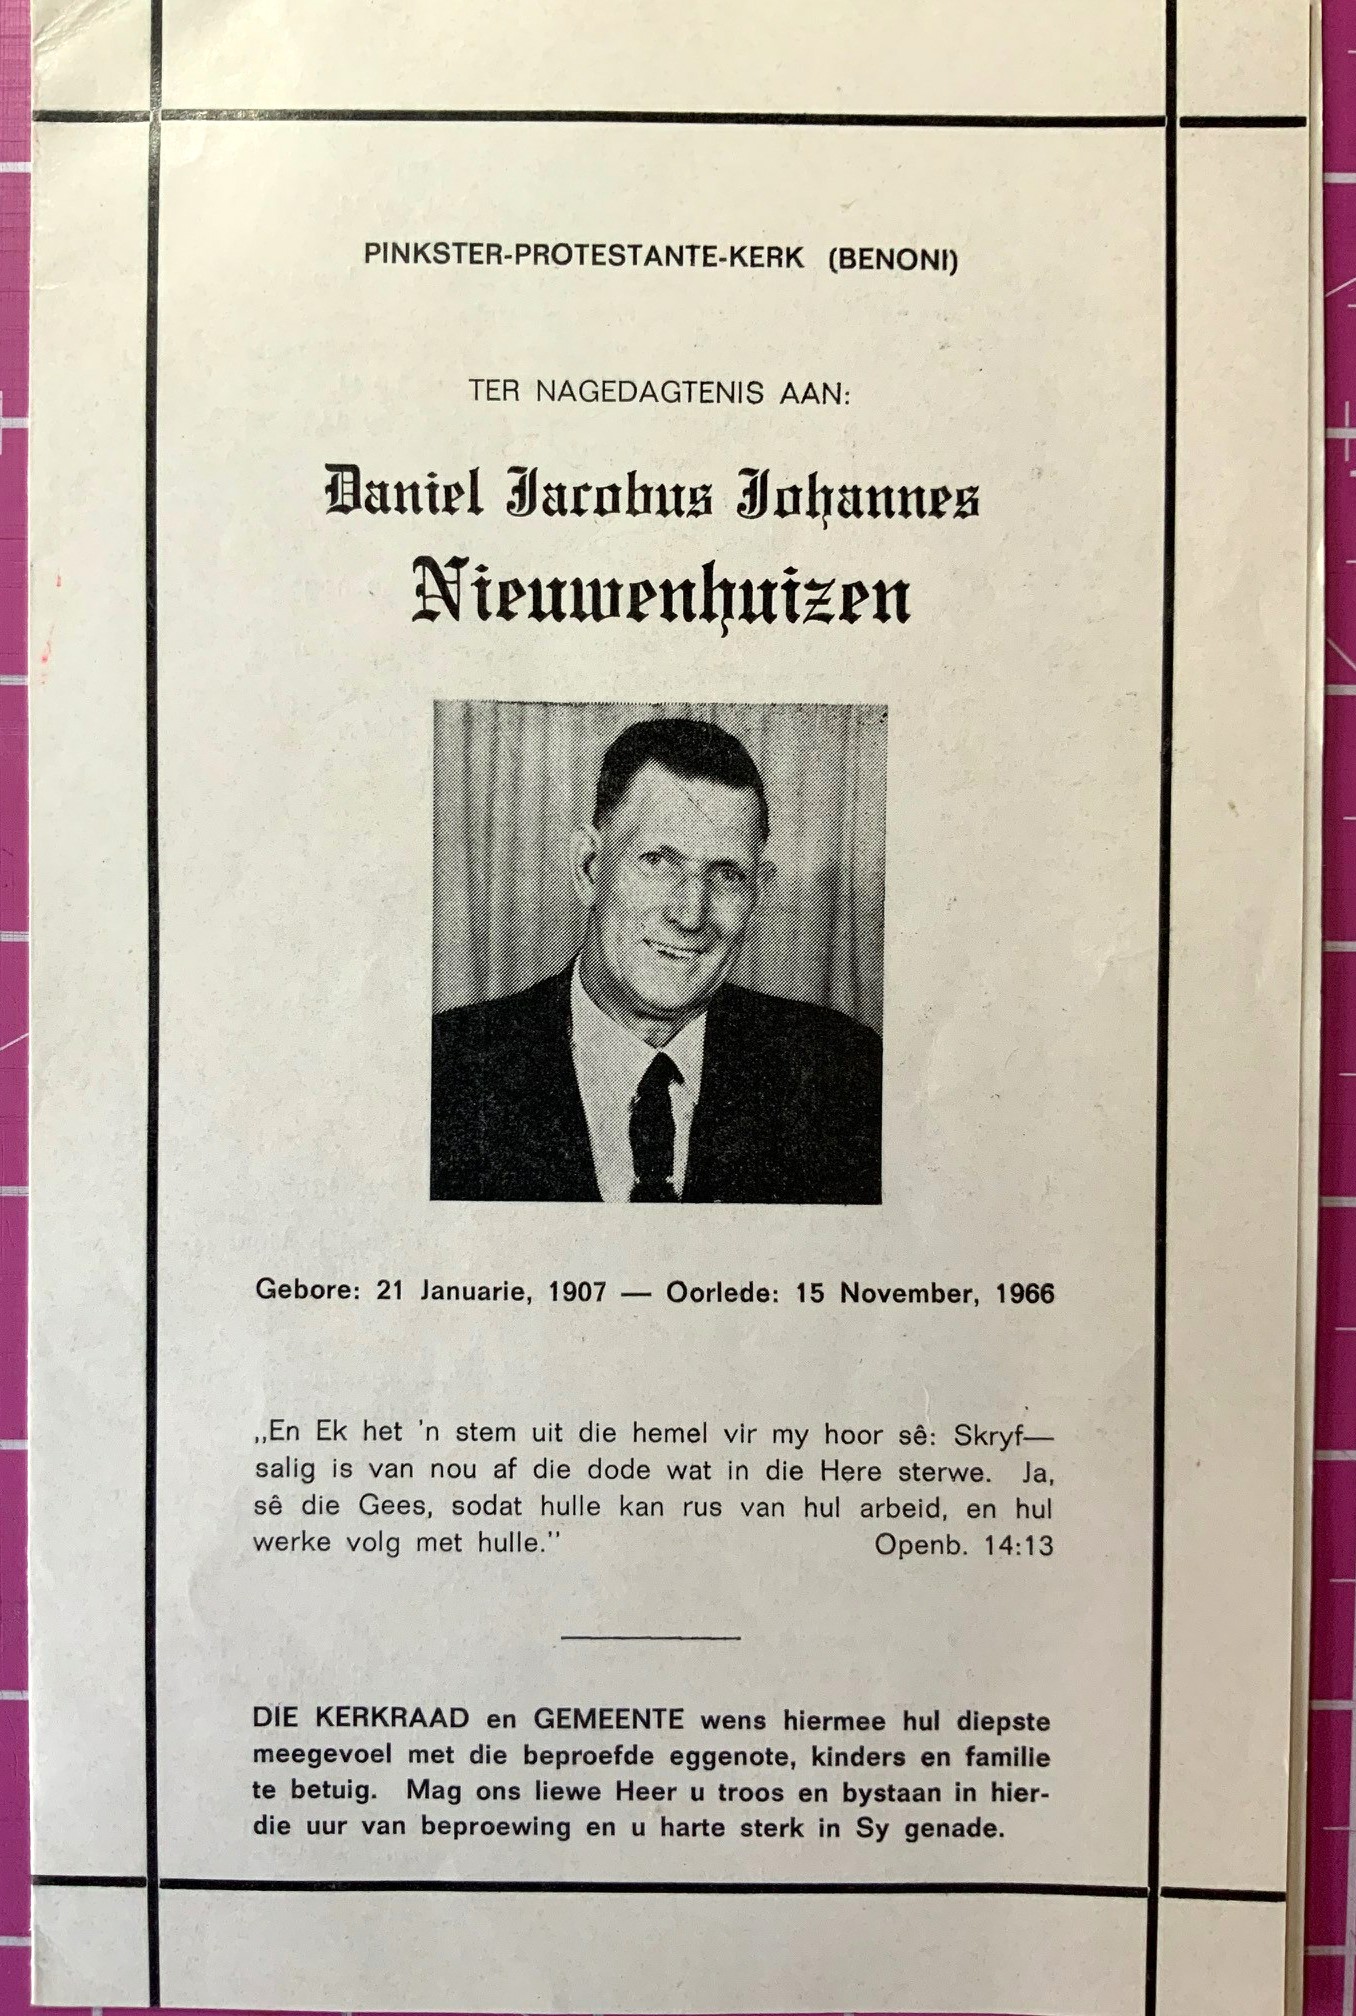 PINKSTER-PROTESTANTE-KERK (BENONI)
TER NAGEDAGTENIS AAN:
Daniel Jacobus Johannes
Nieuwenhuizen
Gebore: 21 Januarie, 1907 — Oorlede: 15 November, 1966
„En Ek het 'n stem uit die hemel vir my hoor sê: Skryf—
salig is van nou af die dode wat in die Here sterwe. Ja,
sê die Gees, sodat hulle kan rus van hul arbeid, en hul
werke volg met hulle.” Openb. 14:13
DIE KERKRAAD en GEMEENTE wens hiermee hul diepste
meegevoel met die beproefde eggenote, kinders en familie
te betuig. Mag ons liewe Heer u troos en bystaan in hier-
die uur van beproewing en u harte sterk in Sy genade.